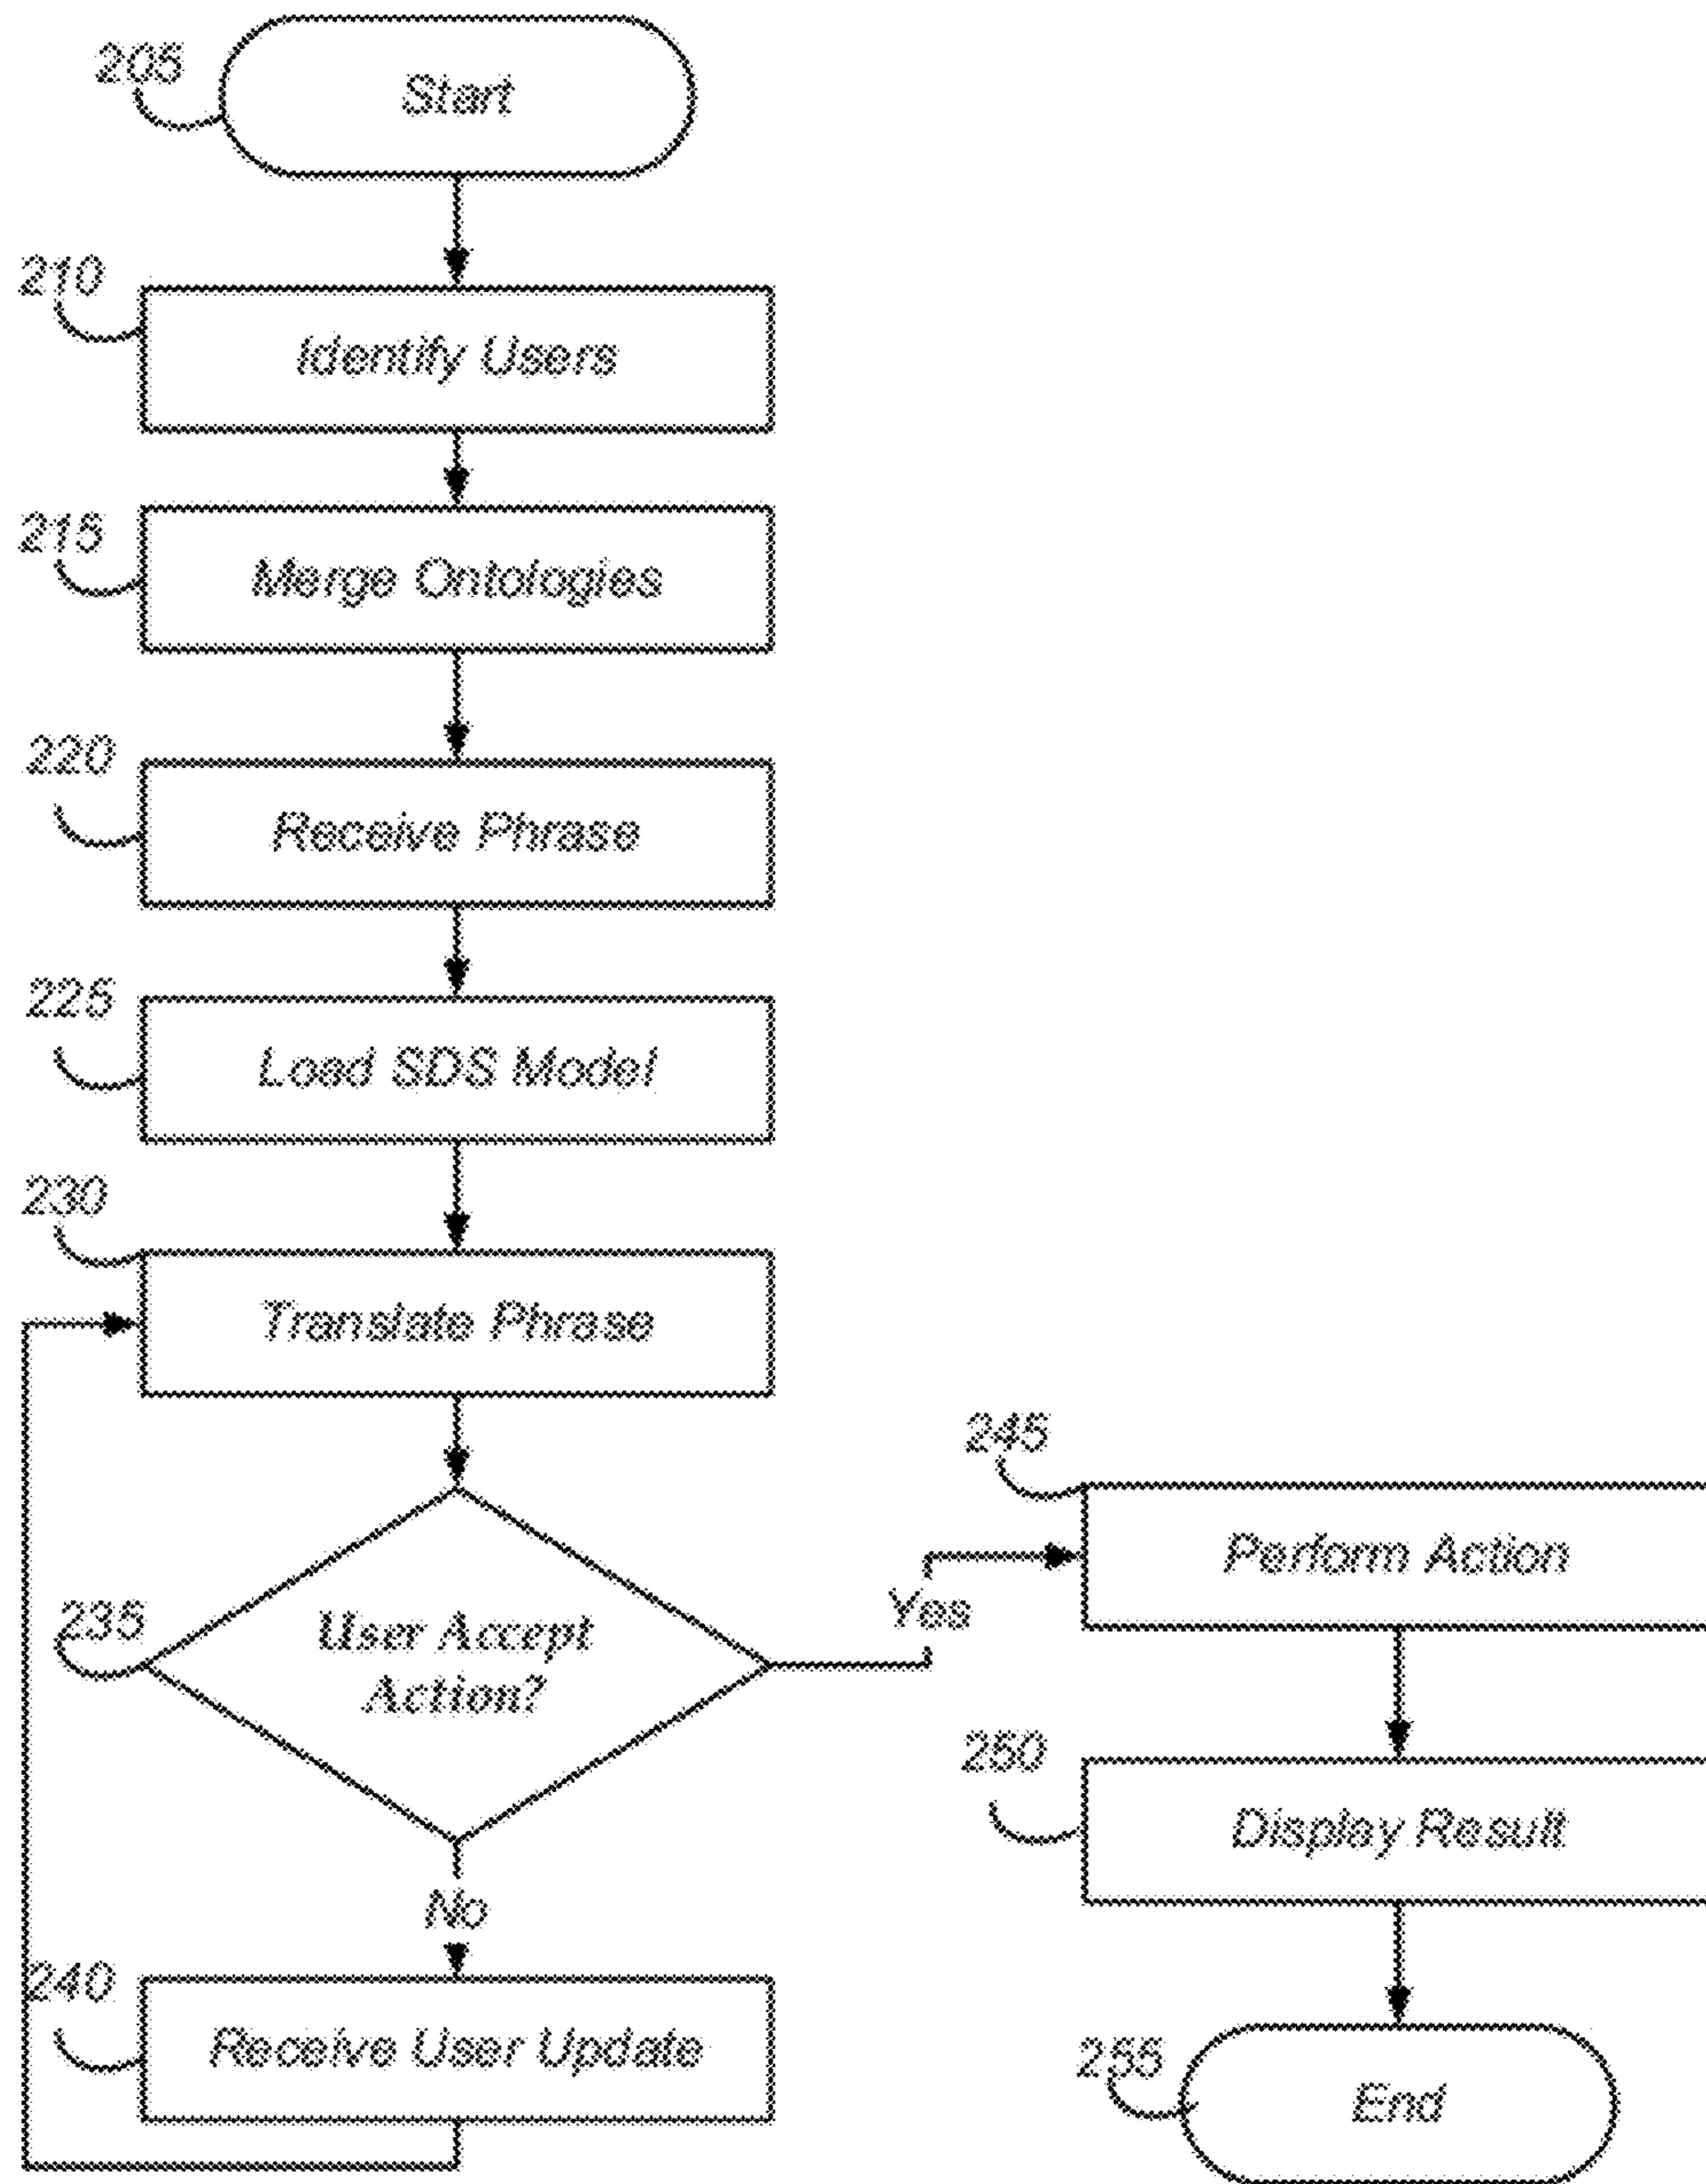 205
Start
210
Identify Users
215
Merge Ontologies
220
Receive Phrase
225
Load SDS Model
230
Translate Phrase
235
User Accept
Action?
Yes
No
240
Receive User Update
245
Perform Action
250
Display Result
255
End